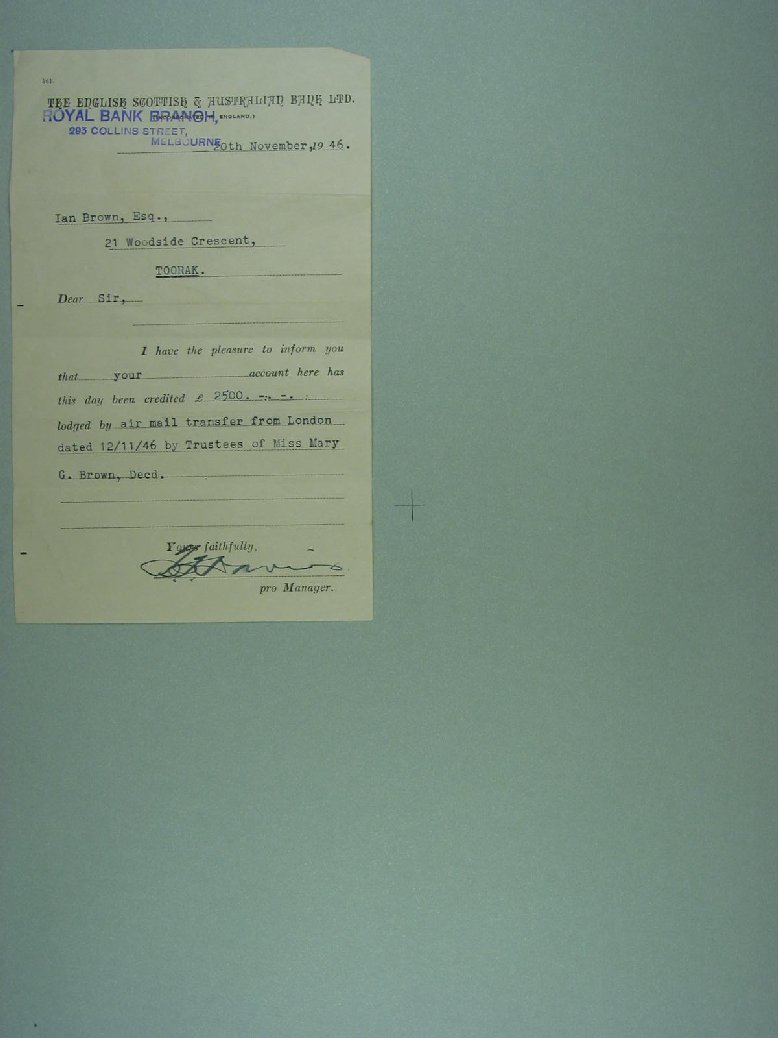 THE ENGLISH SCOTTISH & AUSTRALIAN BANK LTD.
ROYAL BANK BRANCH, ENGLAND.)
293 COLLINS STREET,
MELBOURNE
20th November, 19 46.
Ian Brown, Esq.,
21 Woodside Crescent,
TOORAK.
Dear Sir,
I have the pleasure to inform you
that your account here has
this day been credited £ 2500. -. -.
lodged by air mail transfer from London
dated 12/11/46 by Trustees of Miss Mary
G. Brown, Decd.
Yours faithfully,
Davies
pro Manager.